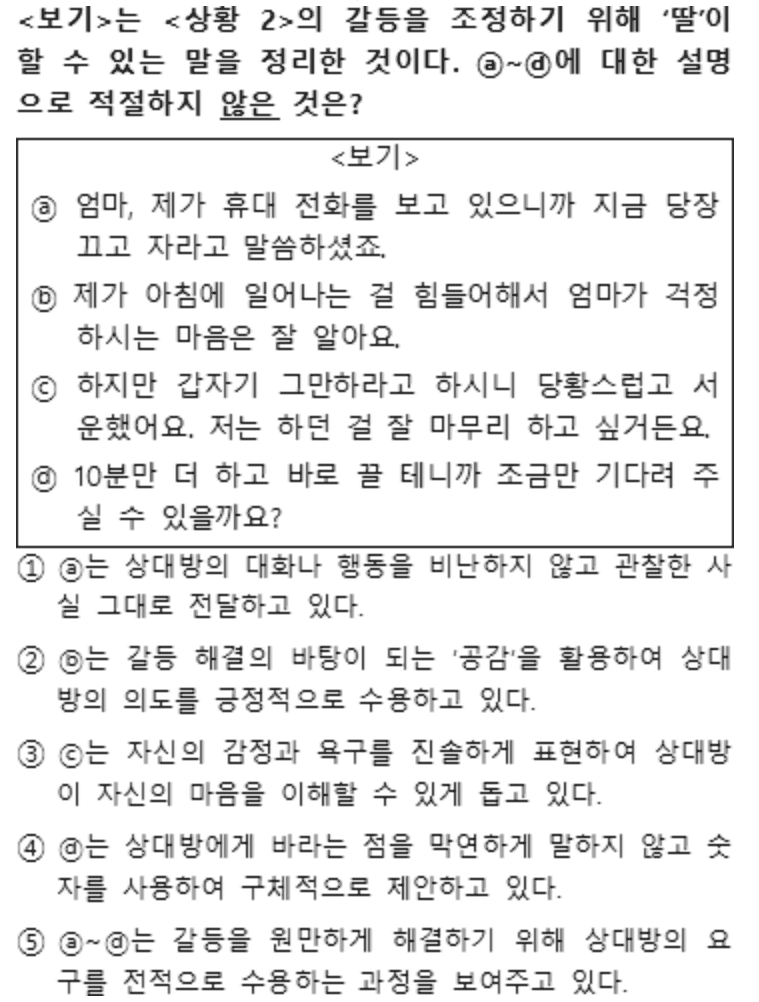 <보기>는 <상황 2>의 갈등을 조정하기 위해 ‘딸’이
할 수 있는 말을 정리한 것이다. ⓐ~ⓓ에 대한 설명
으로 적절하지 않은 것은?
<보기>
ⓐ 엄마, 제가 휴대 전화를 보고 있으니까 지금 당장
끄고 자라고 말씀하셨죠.
ⓑ 제가 아침에 일어나는 걸 힘들어해서 엄마가 걱정
하시는 마음은 잘 알아요.
ⓒ 하지만 갑자기 그만하라고 하시니 당황스럽고 서
운했어요. 저는 하던 걸 잘 마무리 하고 싶거든요.
ⓓ 10분만 더 하고 바로 끌 테니까 조금만 기다려 주
실 수 있을까요?
① ⓐ는 상대방의 대화나 행동을 비난하지 않고 관찰한 사
실 그대로 전달하고 있다.
② ⓑ는 갈등 해결의 바탕이 되는 ‘공감’을 활용하여 상대
방의 의도를 긍정적으로 수용하고 있다.
③ ⓒ는 자신의 감정과 욕구를 진솔하게 표현하여 상대방
이 자신의 마음을 이해할 수 있게 돕고 있다.
④ ⓓ는 상대방에게 바라는 점을 막연하게 말하지 않고 숫
자를 사용하여 구체적으로 제안하고 있다.
⑤ ⓐ~ⓓ는 갈등을 원만하게 해결하기 위해 상대방의 요
구를 전적으로 수용하는 과정을 보여주고 있다.